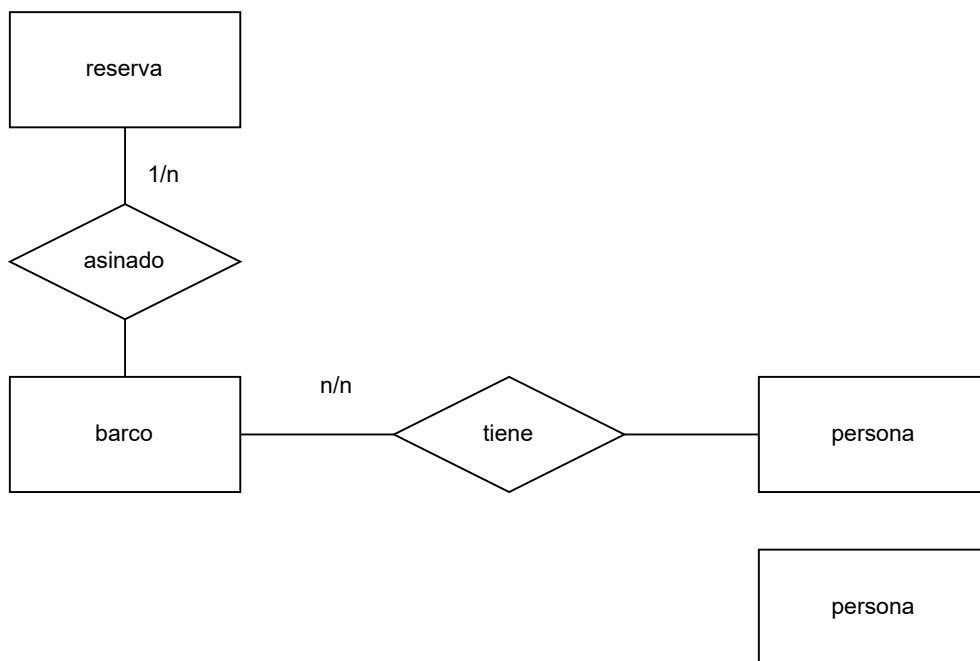 reserva
1/n
asinado
n/n
barco
tiene
persona
persona